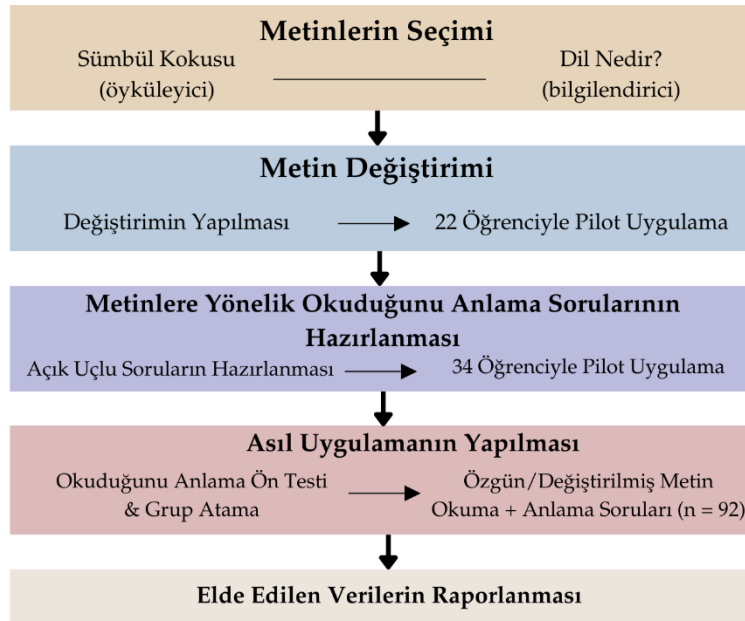 Metinlerin Seçimi
Sümbül Kokusu
(öyküleyici)
Dil Nedir?
(bilgilendirici)
Metin Değiştirimi
Değiştirimin Yapılması
22 Öğrenciyle Pilot Uygulama
Metinlere Yönelik Okuduğunu Anlama Sorularının
Hazırlanması
Açık Uçlu Soruların Hazırlanması
34 Öğrenciyle Pilot Uygulama
Asıl Uygulamanın Yapılması
Okuduğunu Anlama Ön Testi
& Grup Atama
Özgün/Değiştirilmiş Metin
Okuma + Anlama Soruları (n = 92)
Elde Edilen Verilerin Raporlanması